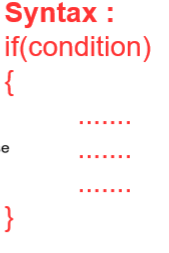 Syntax :
if(condition)
{
.......
.......
.......
}